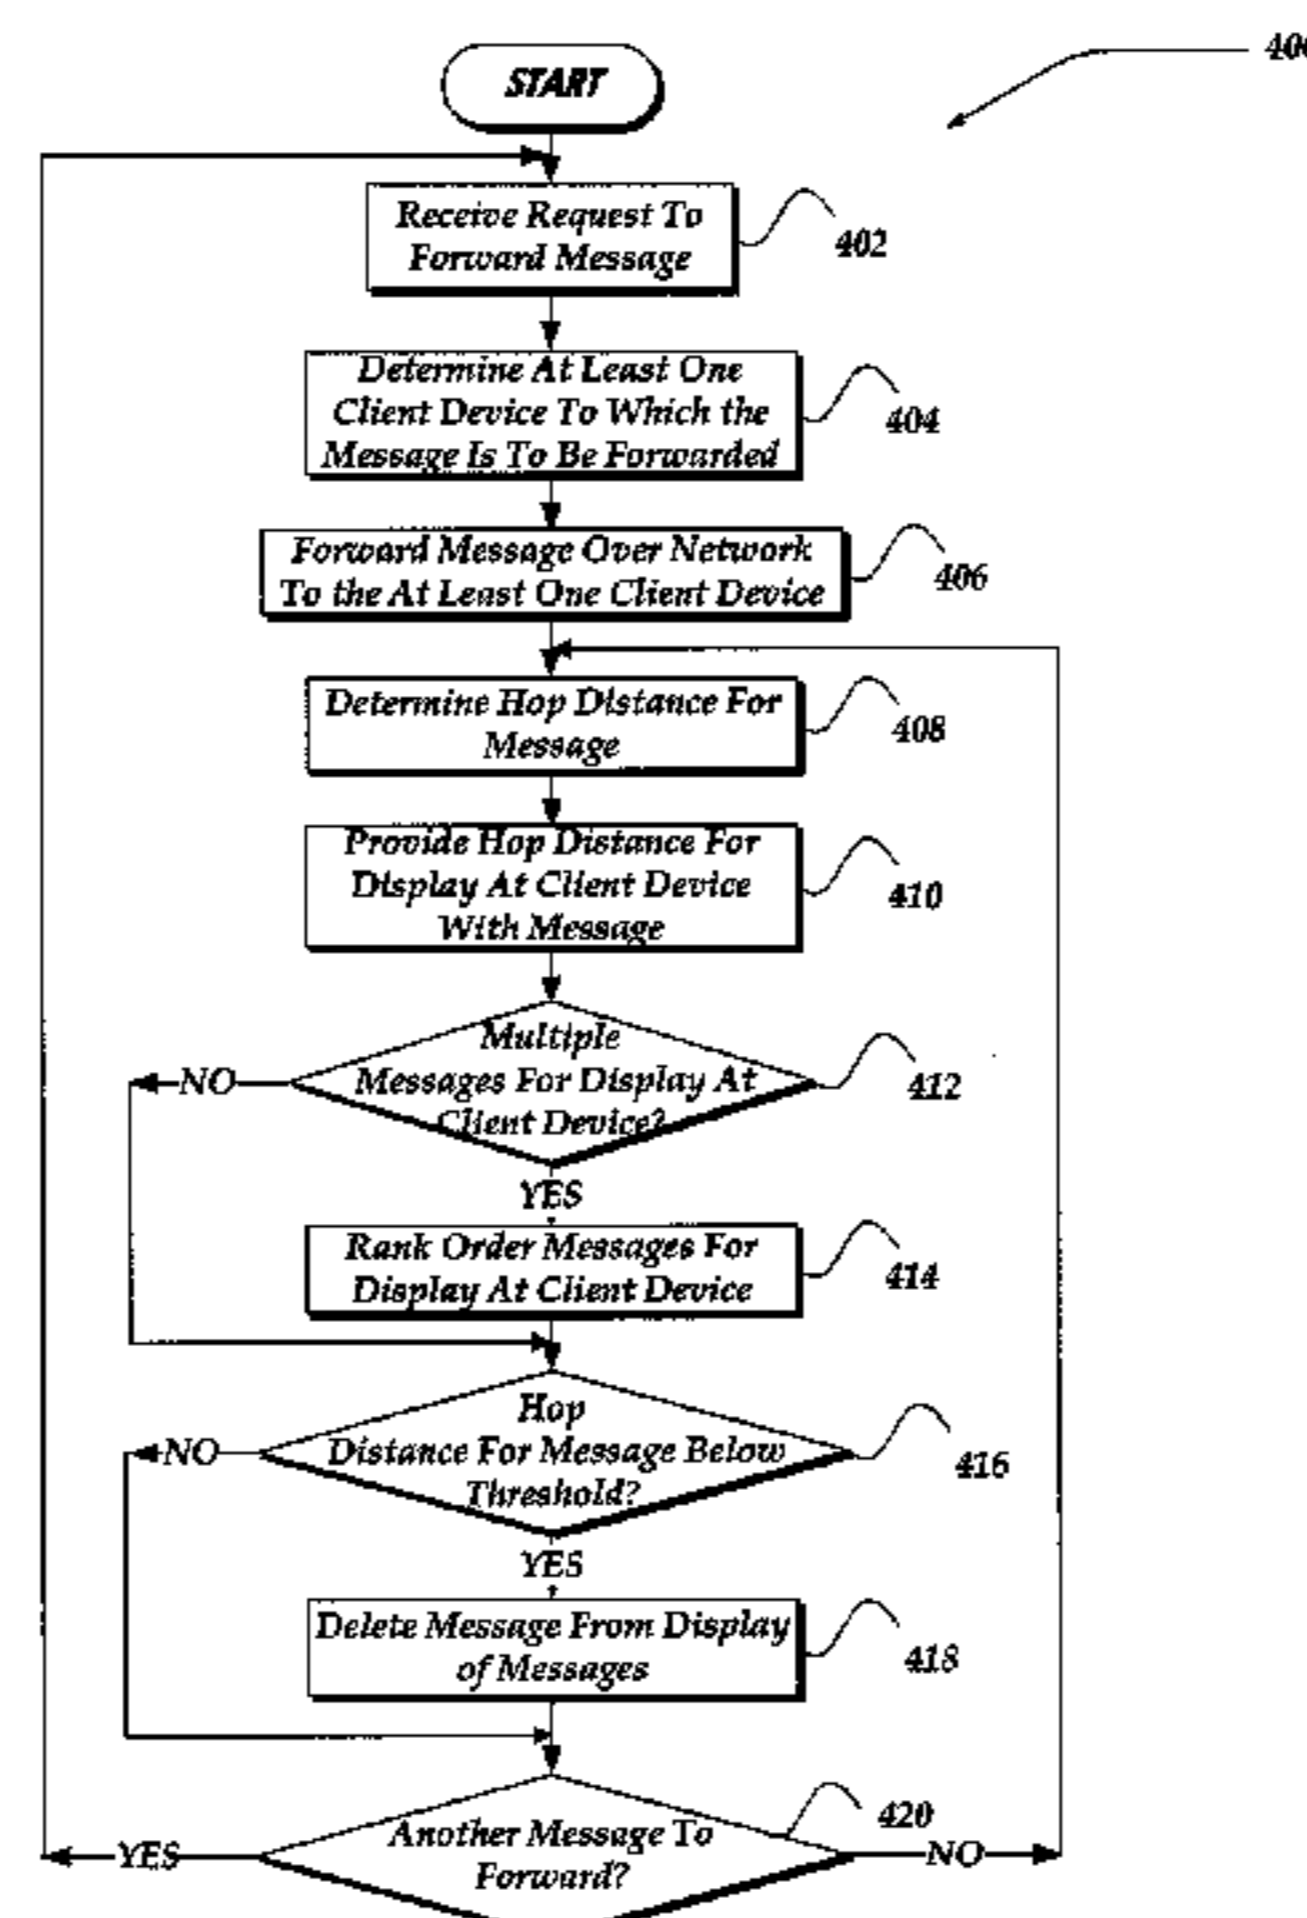 400
START
Receive Request To
Forward Message
402
Determine At Least One
Client Device To Which the
Message Is To Be Forwarded
404
Forward Message Over Network
To the At Least One Client Device
406
Determine Hop Distance For
Message
408
Provide Hop Distance For
Display At Client Device
With Message
410
Multiple
Messages For Display At
Client Device?
412
NO
YES
Rank Order Messages For
Display At Client Device
414
Hop
Distance For Message Below
Threshold?
416
NO
YES
Delete Message From Display
of Messages
418
Another Message To
Forward?
420
YES
NO